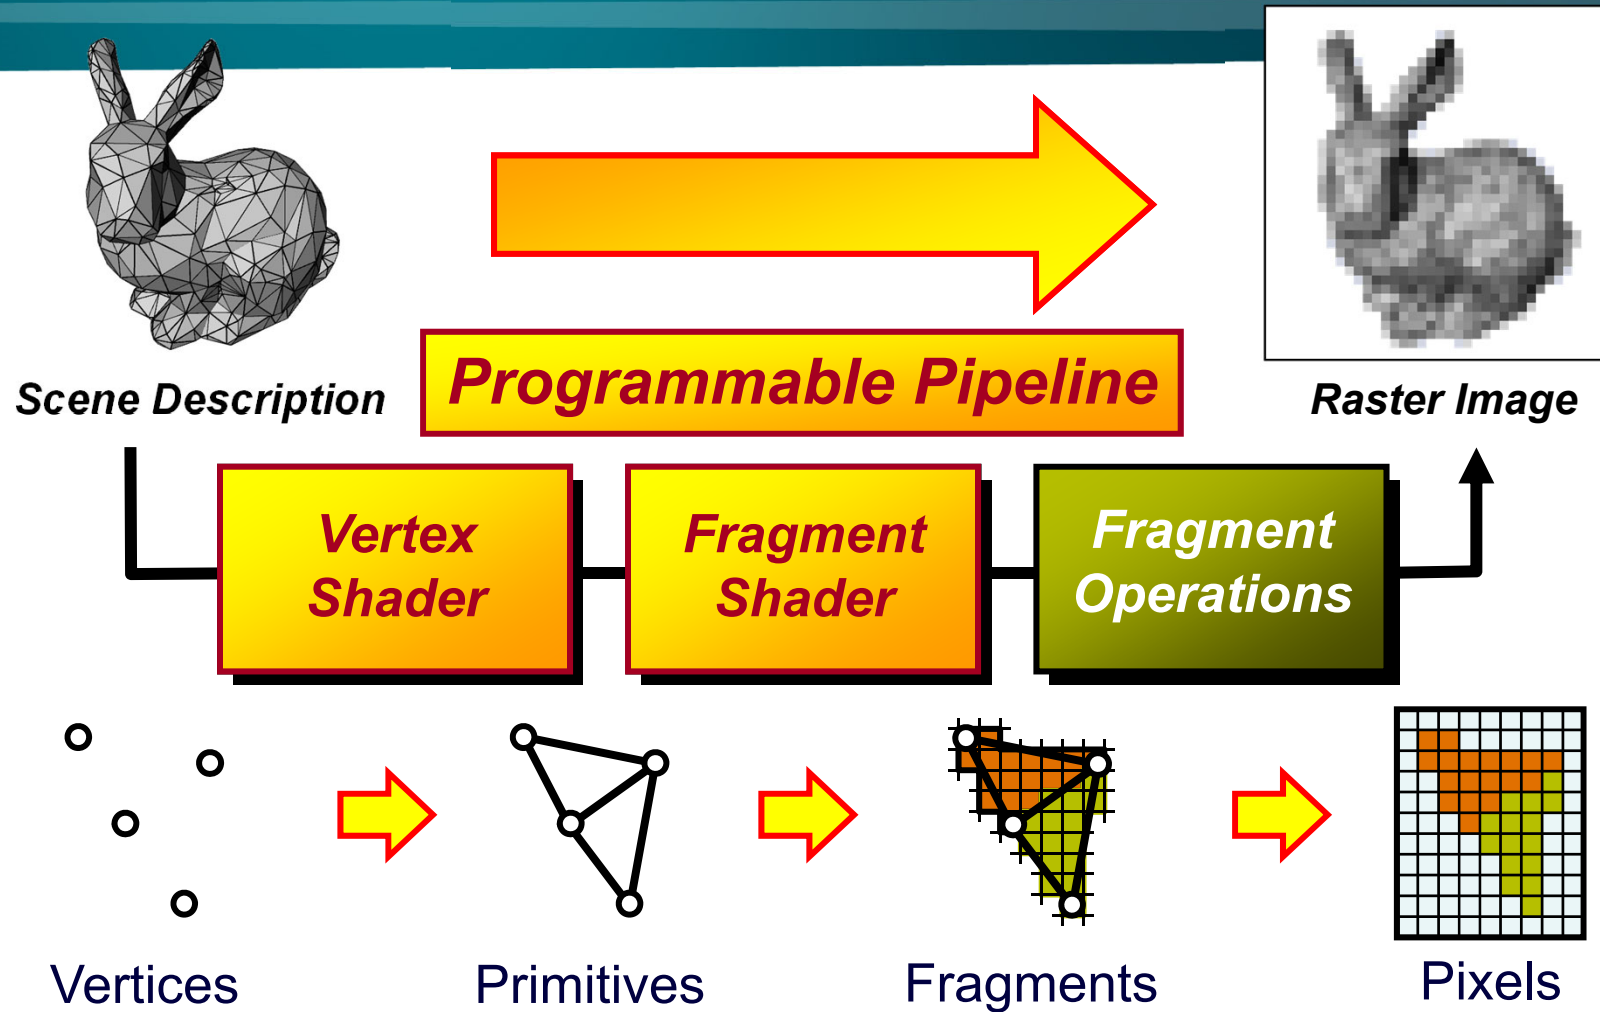 Programmable Pipeline
Scene Description
Raster Image
Vertex
Shader
Fragment
Shader
Fragment
Operations
Vertices
Primitives
Fragments
Pixels